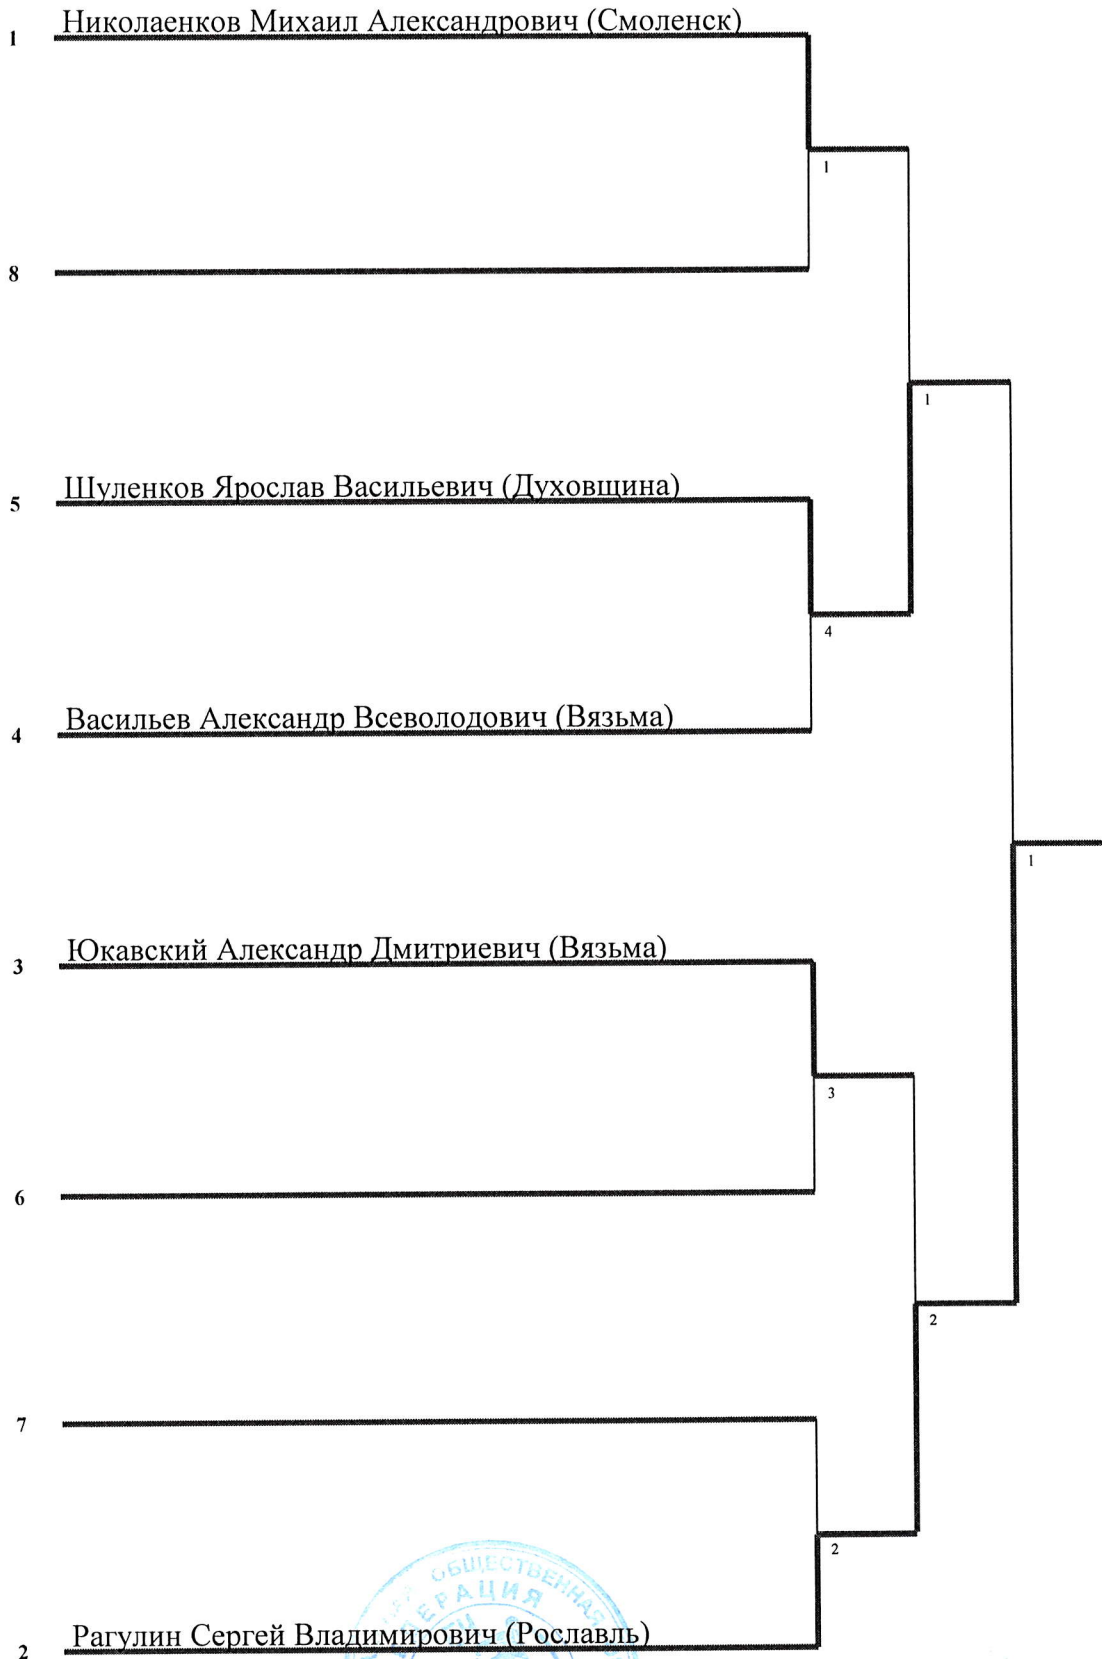 Николаенков Михаил Александрович (Смоленск)
1
1
8
1
Шуленков Ярослав Васильевич (Духовщина)
5
4
Васильев Александр Всеволодович (Вязьма)
4
1
Юкавский Александр Дмитриевич (Вязьма)
3
3
6
2
7
2
ОБЩЕСТВЕННАЯ
Рагулин Сергей Владимирович (Рославль)
2